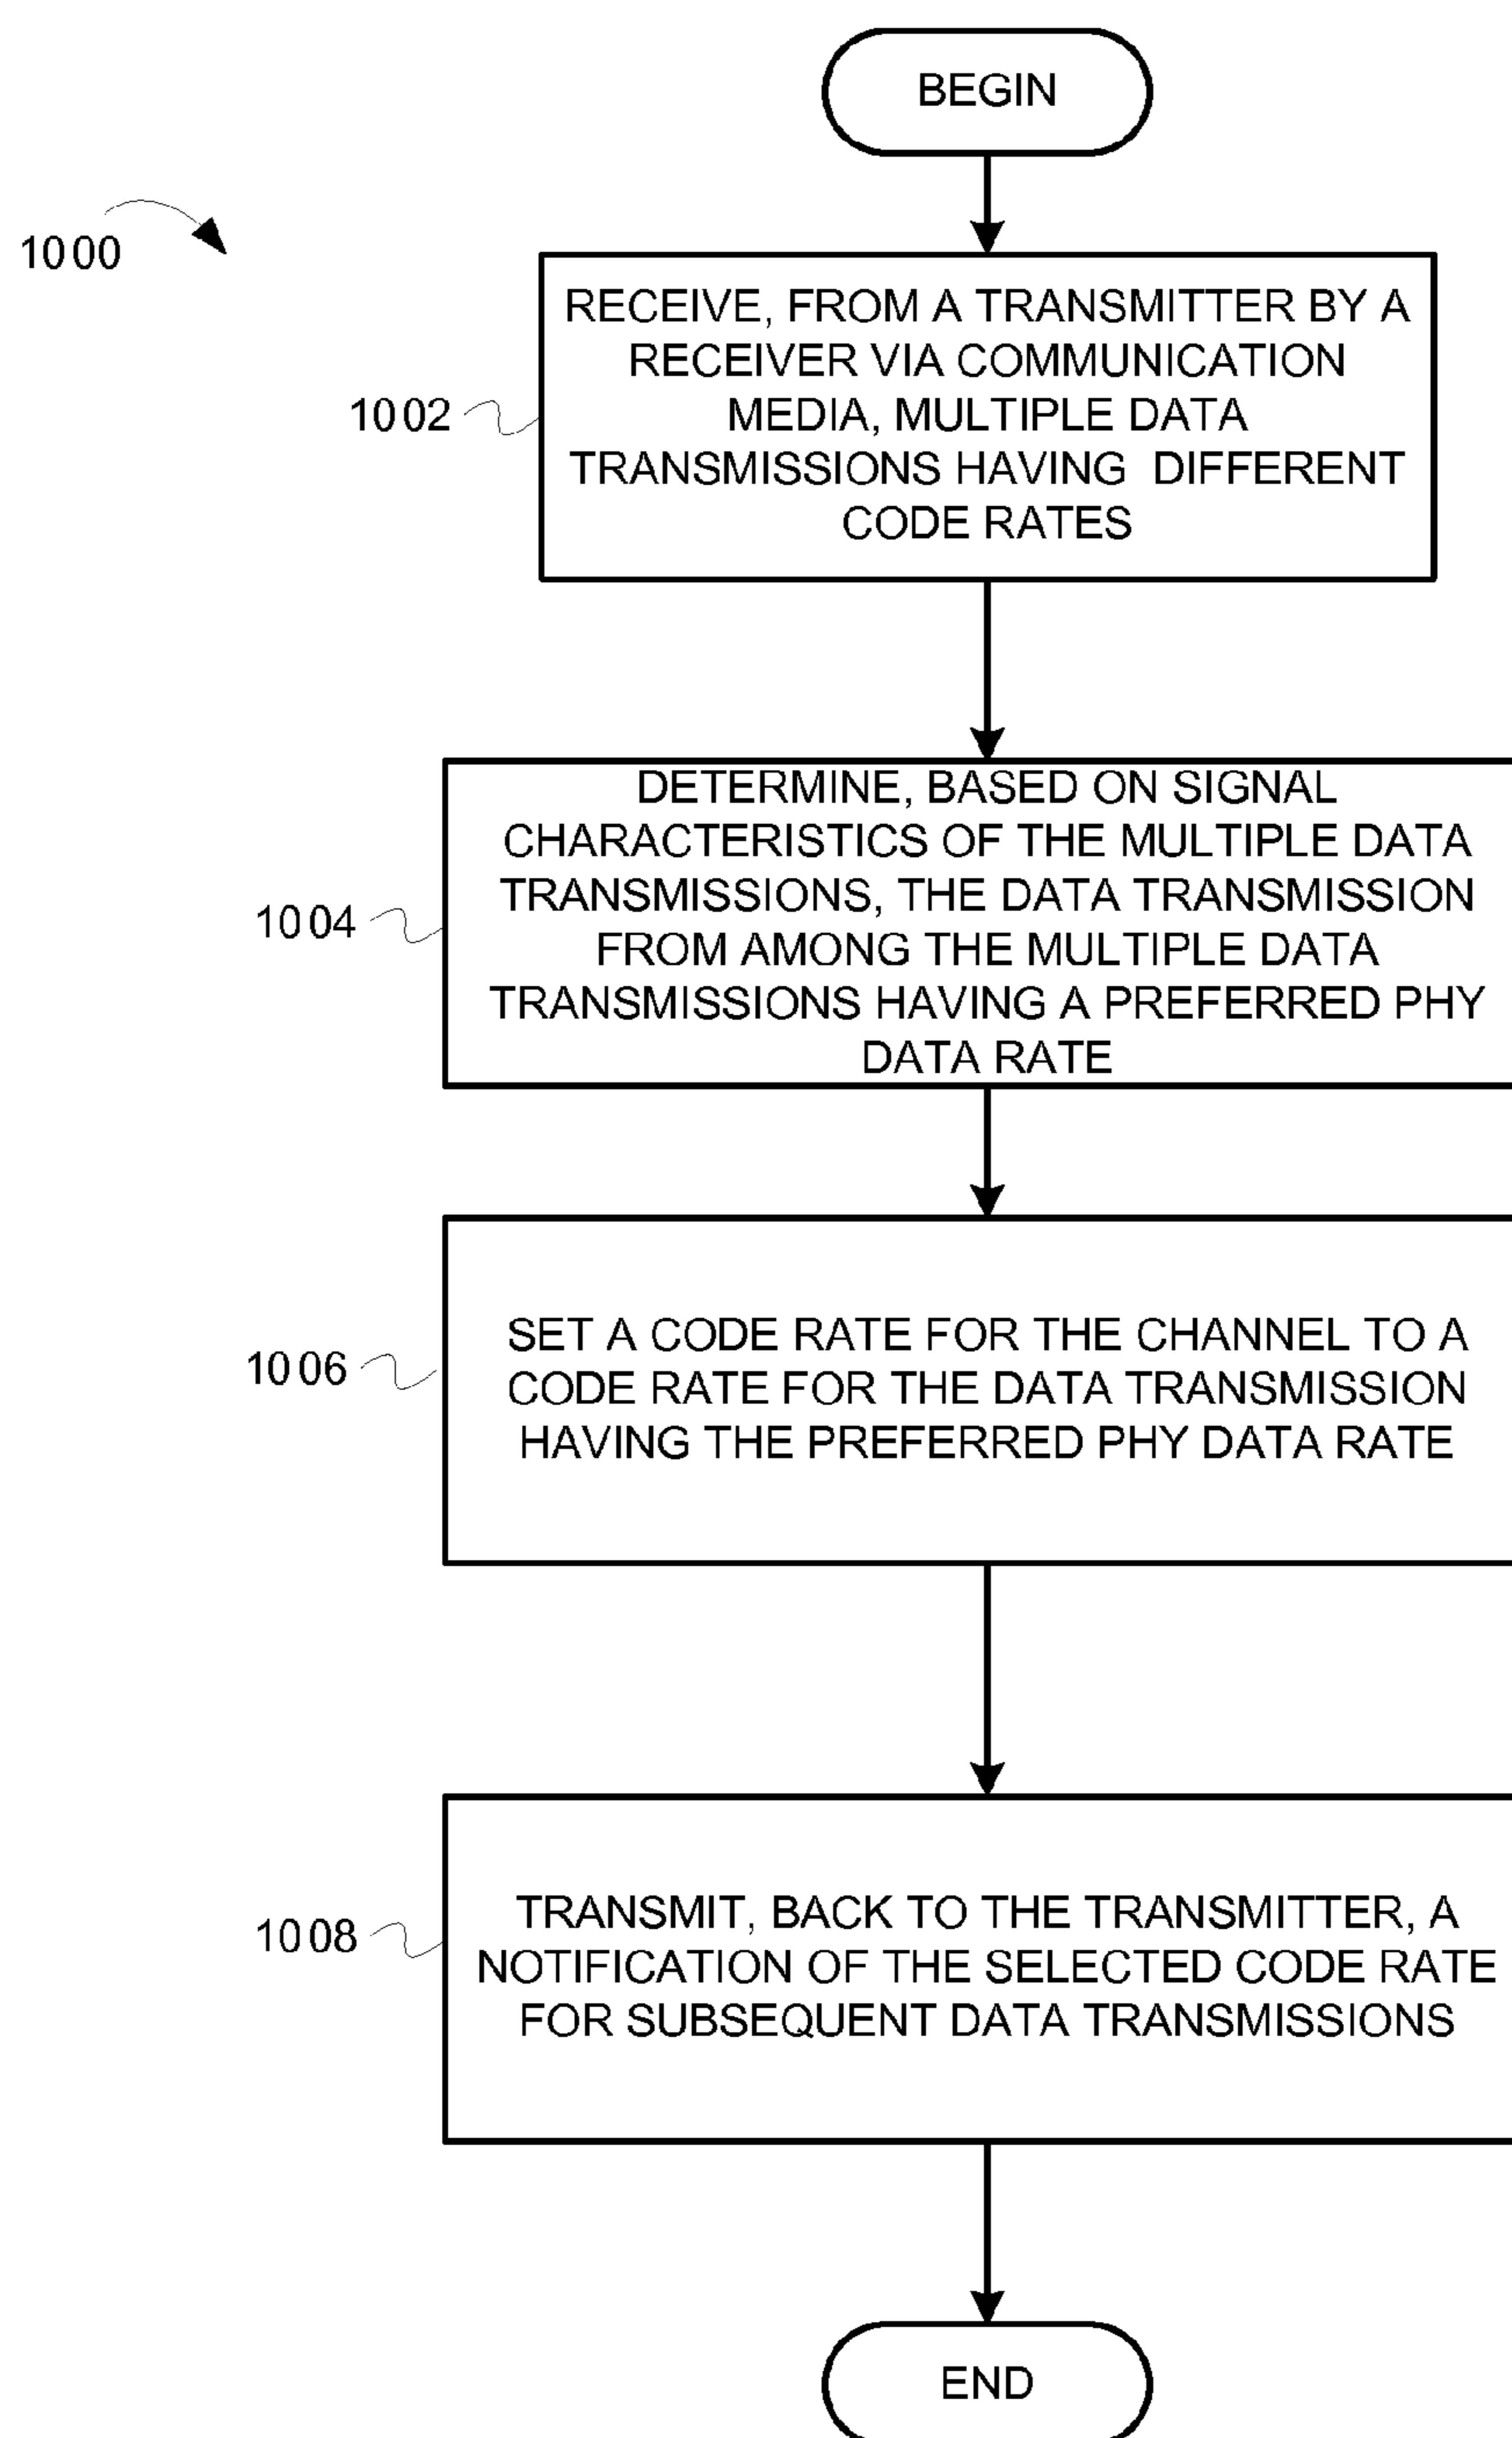 BEGIN
1000
RECEIVE, FROM A TRANSMITTER BY A
RECEIVER VIA COMMUNICATION
MEDIA, MULTIPLE DATA
TRANSMISSIONS HAVING DIFFERENT
CODE RATES
1002
DETERMINE, BASED ON SIGNAL
CHARACTERISTICS OF THE MULTIPLE DATA
TRANSMISSIONS, THE DATA TRANSMISSION
FROM AMONG THE MULTIPLE DATA
TRANSMISSIONS HAVING A PREFERRED PHY
DATA RATE
1004
SET A CODE RATE FOR THE CHANNEL TO A
CODE RATE FOR THE DATA TRANSMISSION
HAVING THE PREFERRED PHY DATA RATE
1006
TRANSMIT, BACK TO THE TRANSMITTER, A
NOTIFICATION OF THE SELECTED CODE RATE
FOR SUBSEQUENT DATA TRANSMISSIONS
1008
END